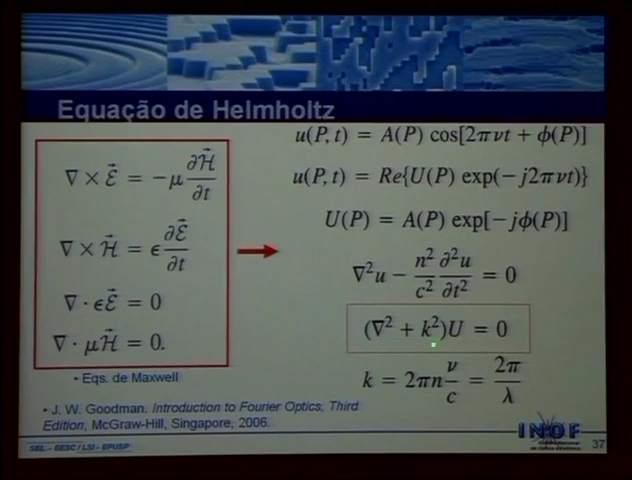 Equação de Helmholtz
∇ × ℰ⃗ = −μ ∂ℋ⃗/∂t
∇ × ℋ⃗ = ϵ ∂ℰ⃗/∂t
∇ · ϵℰ⃗ = 0
∇ · μℋ⃗ = 0.
• Eqs. de Maxwell
u(P, t) = A(P) cos[2πνt + ϕ(P)]
u(P, t) = Re{U(P) exp(−j2πνt)}
U(P) = A(P) exp[−jϕ(P)]
∇²u − n²/c² ∂²u/∂t² = 0
(∇² + k²)U = 0
k = 2πn ν/c = 2π/λ
• J. W. Goodman. Introduction to Fourier Optics, Third
Edition, McGraw-Hill, Singapore, 2006.
SEL – EESC / LSI – EPUSP
INOF
37